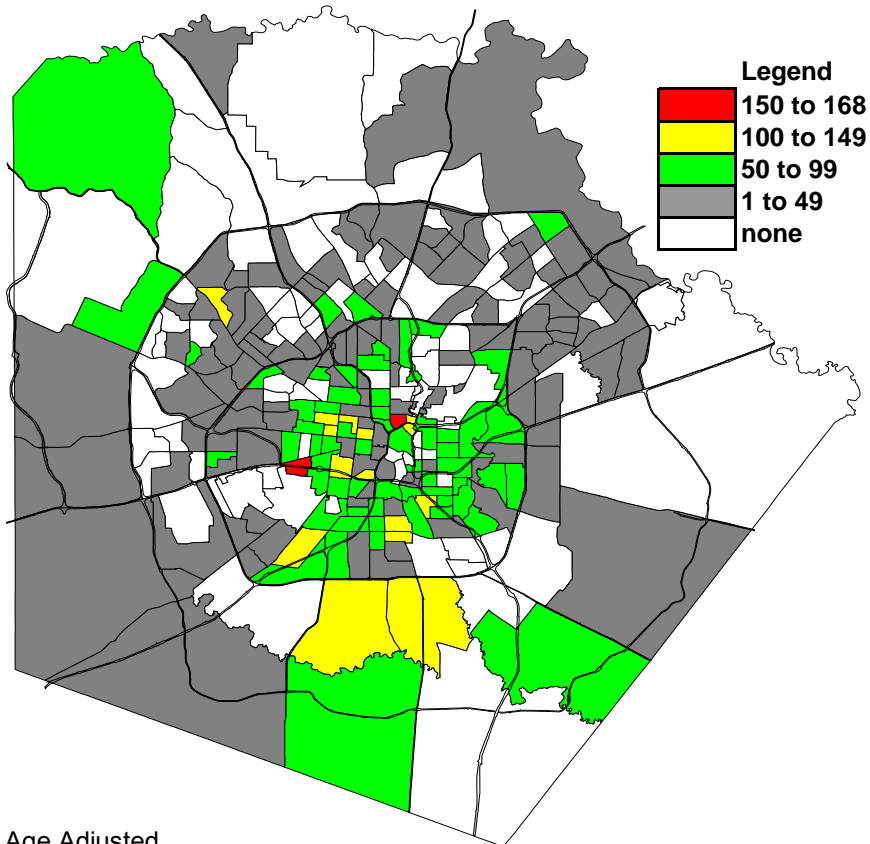 Legend
150 to 168
100 to 149
50 to 99
1 to 49
none
Age Adjusted